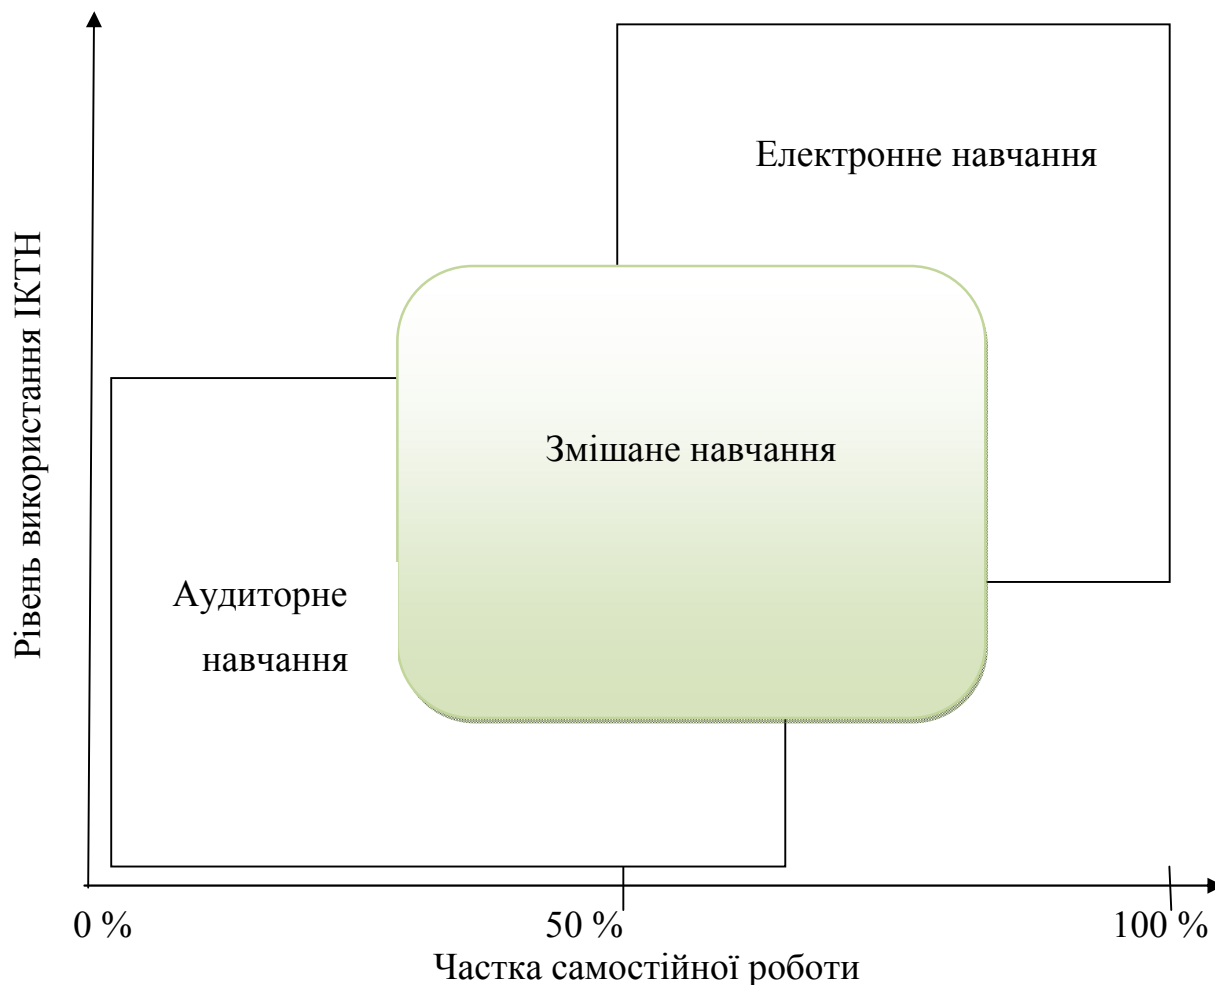 Електронне навчання
Рівень використання ІКТН
Змішане навчання
Аудиторне
навчання
0 %
50 %
100 %
Частка самостійної роботи